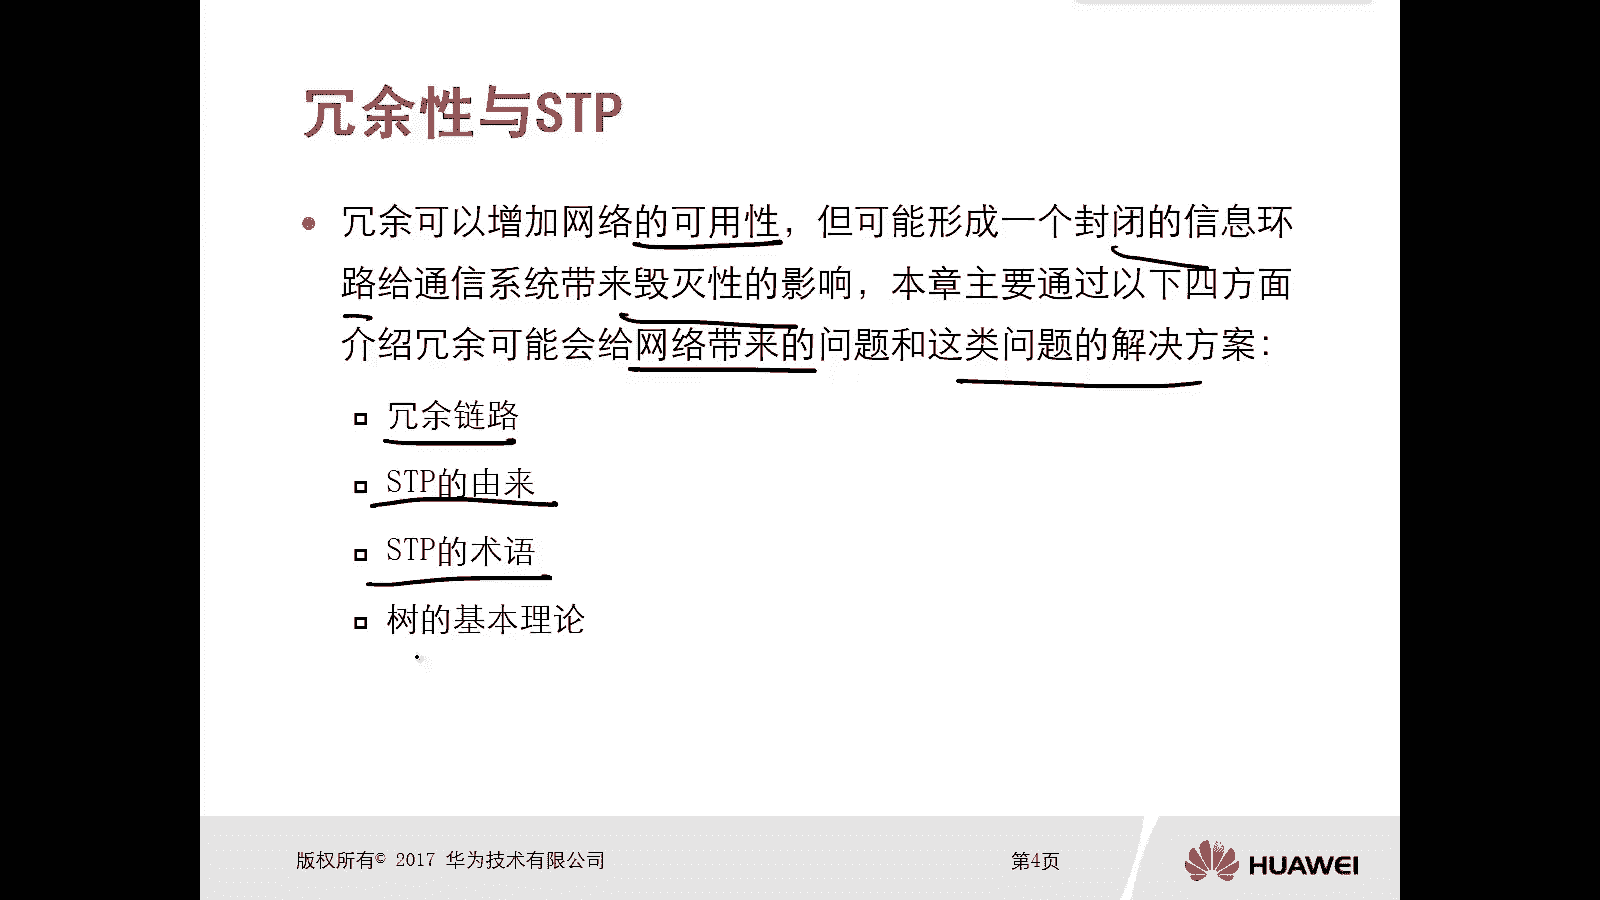 冗余性与STP
冗余可以增加网络的可用性，但可能形成一个封闭的信息环
路给通信系统带来毁灭性的影响，本章主要通过以下四方面
介绍冗余可能会给网络带来的问题和这类问题的解决方案：
冗余链路
STP的由来
STP的术语
树的基本理论
版权所有© 2017 华为技术有限公司
第4页
HUAWEI